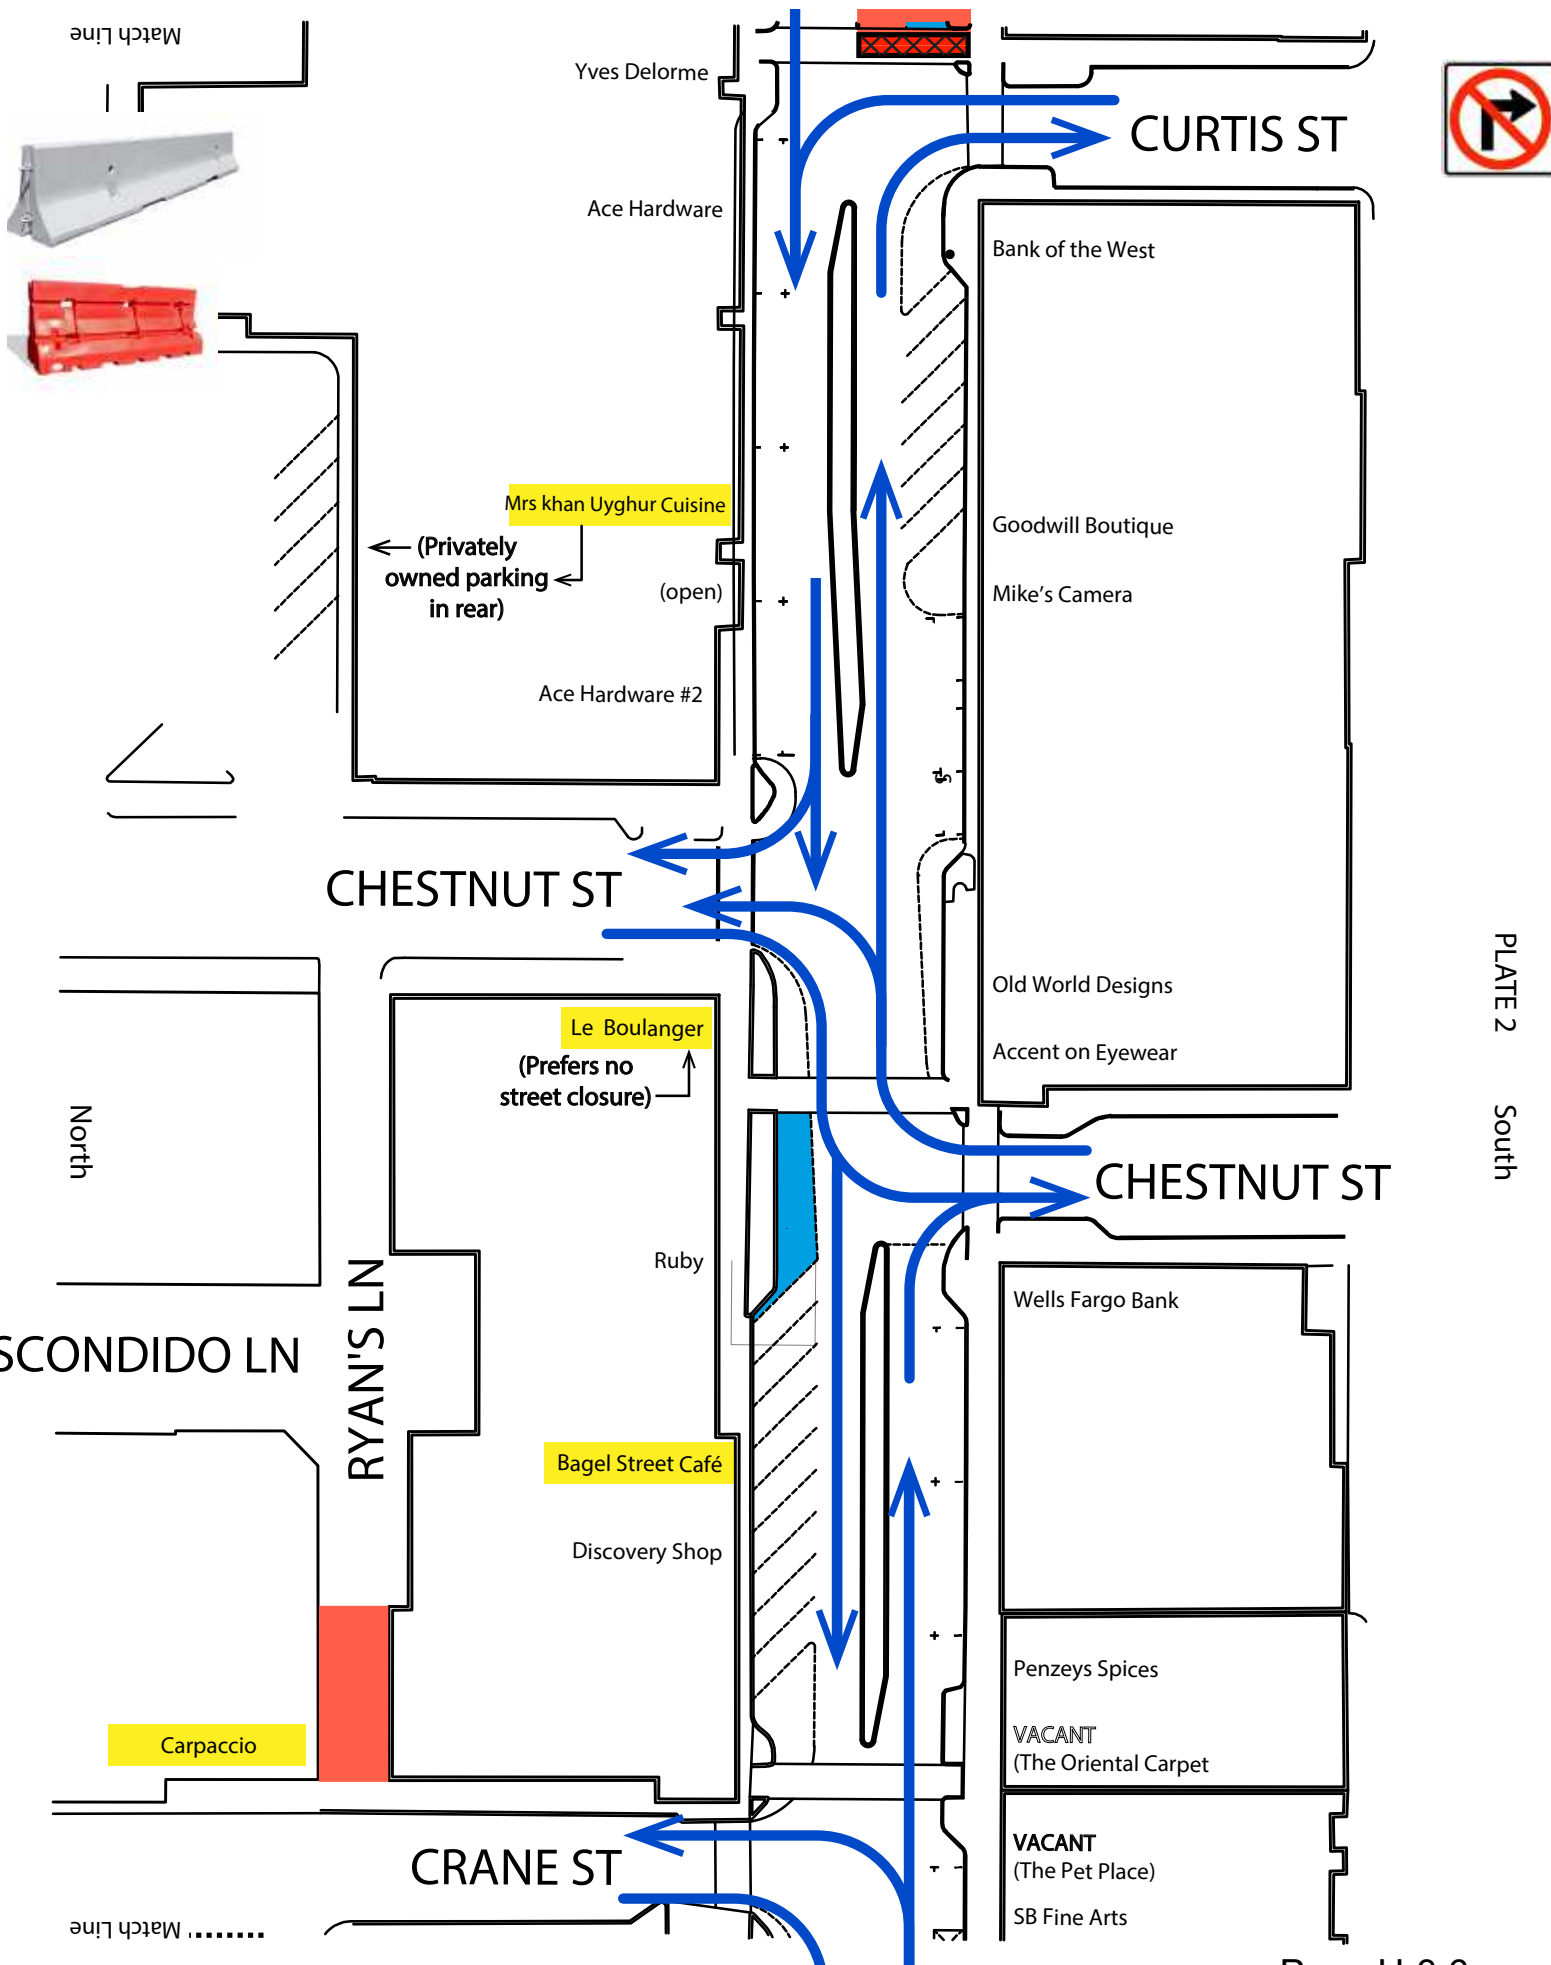 Match Line
Yves Delorme
CURTIS ST
Ace Hardware
Bank of the West
Mrs khan Uyghur Cuisine
(Privately
owned parking
in rear)
(open)
Goodwill Boutique
Mike's Camera
Ace Hardware #2
CHESTNUT ST
Le Boulanger
(Prefers no
street closure)
Old World Designs
Accent on Eyewear
PLATE 2
South
North
CHESTNUT ST
Ruby
Wells Fargo Bank
SCONDIDO LN
RYAN'S LN
Bagel Street Café
Discovery Shop
Penzeys Spices
VACANT
(The Oriental Carpet
Carpaccio
VACANT
(The Pet Place)
CRANE ST
SB Fine Arts
Match Line